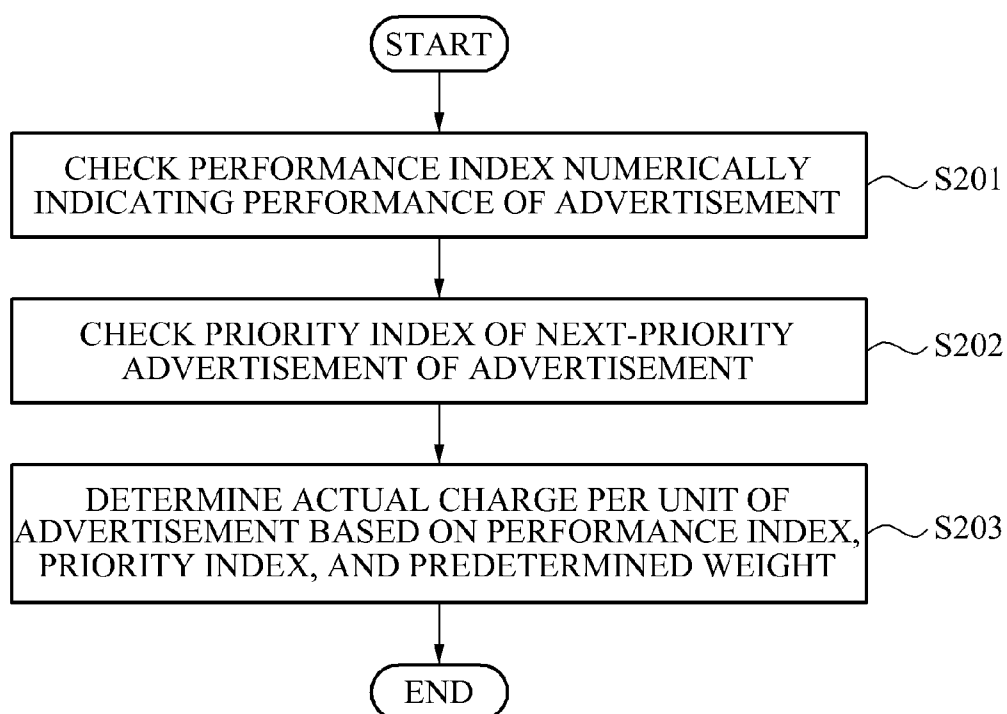 START
CHECK PERFORMANCE INDEX NUMERICALLY
INDICATING PERFORMANCE OF ADVERTISEMENT
S201
CHECK PRIORITY INDEX OF NEXT-PRIORITY
ADVERTISEMENT OF ADVERTISEMENT
S202
DETERMINE ACTUAL CHARGE PER UNIT OF
ADVERTISEMENT BASED ON PERFORMANCE INDEX,
PRIORITY INDEX, AND PREDETERMINED WEIGHT
S203
END